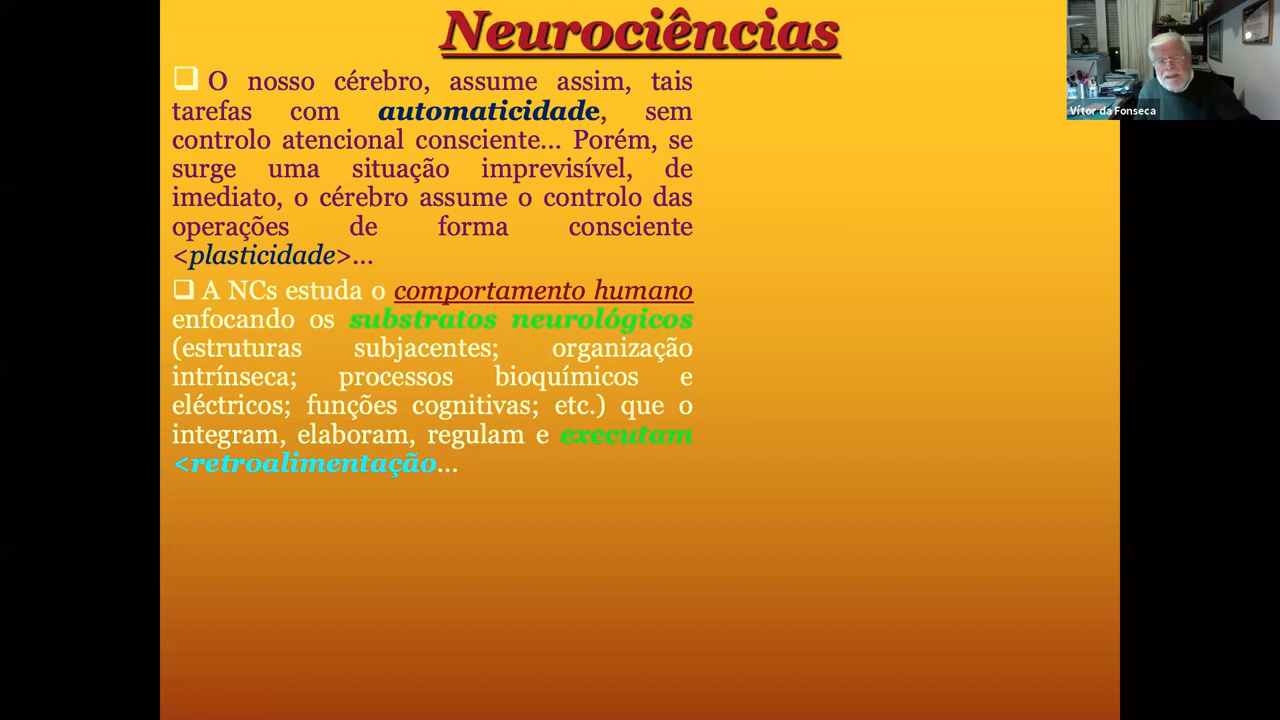 Neurociências
Vítor da Fonseca
❑ O nosso cérebro, assume assim, tais
tarefas com automaticidade, sem
controlo atencional consciente... Porém, se
surge uma situação imprevisível, de
imediato, o cérebro assume o controlo das
operações de forma consciente
<plasticidade>...
❑ A NCs estuda o comportamento humano
enfocando os substratos neurológicos
(estruturas subjacentes; organização
intrínseca; processos bioquímicos e
eléctricos; funções cognitivas; etc.) que o
integram, elaboram, regulam e executam
<retroalimentação...